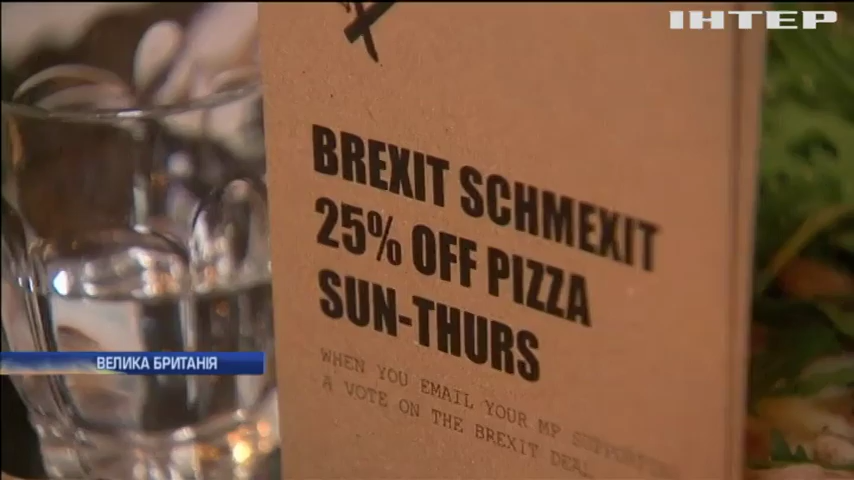 ІНТЕР
BREXIT SCHMEXIT
25% OFF PIZZA
SUN-THURS
WHEN YOU EMAIL YOUR MP SUPPORTING
A VOTE ON THE BREXIT DEAL
ВЕЛИКА БРИТАНІЯ